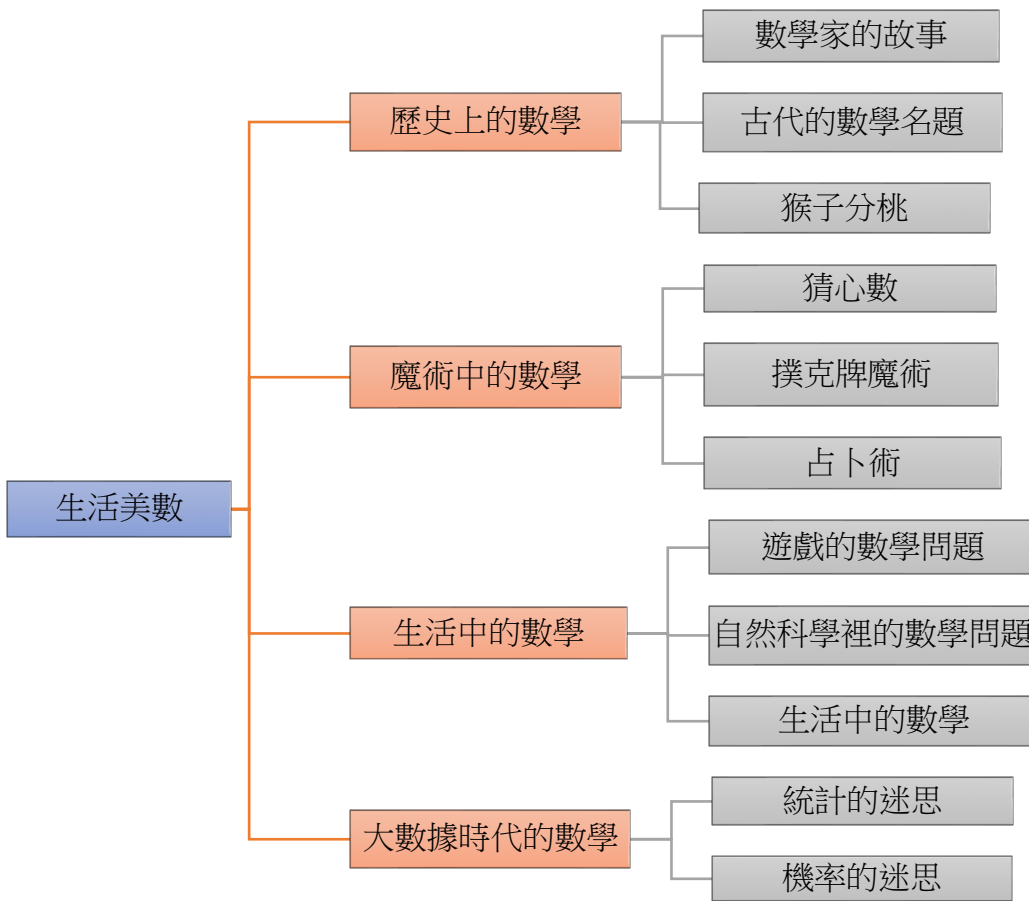 生活美數
歷史上的數學
數學家的故事
古代的數學名題
猴子分桃
魔術中的數學
猜心數
撲克牌魔術
占卜術
生活中的數學
遊戲的數學問題
自然科學裡的數學問題
生活中的數學
大數據時代的數學
統計的迷思
機率的迷思